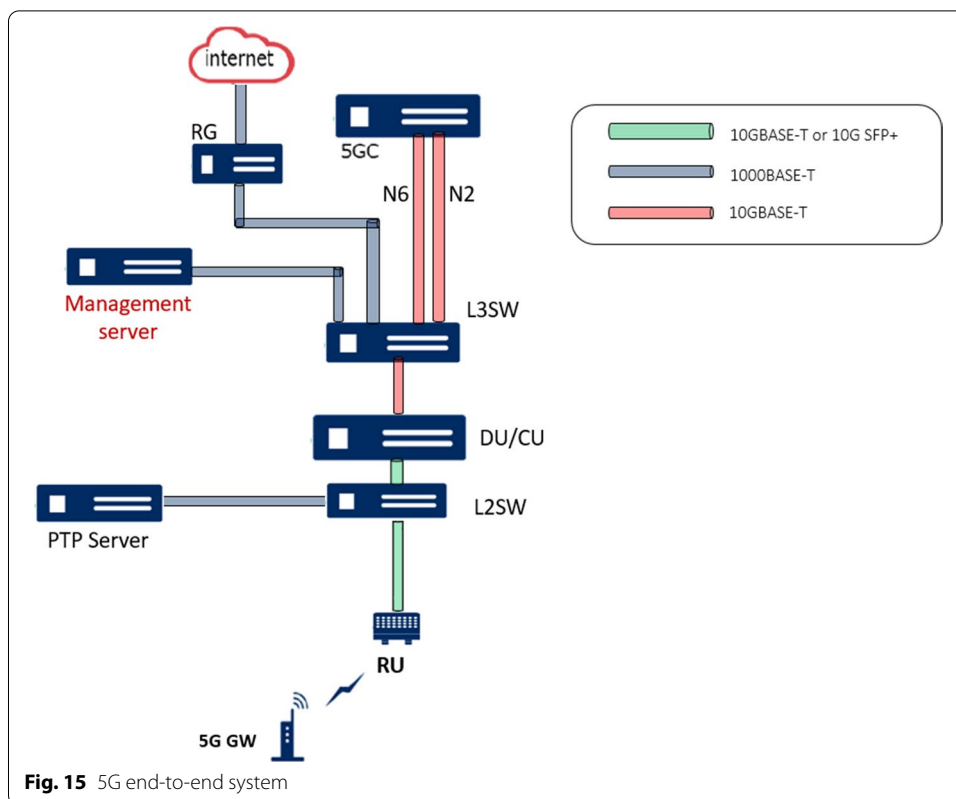 internet
RG
5GC
10GBASE-T or 10G SFP+
1000BASE-T
10GBASE-T
N6 N2
Management
server
L3SW
DU/CU
L2SW
PTP Server
RU
5G GW
Fig. 15 5G end-to-end system